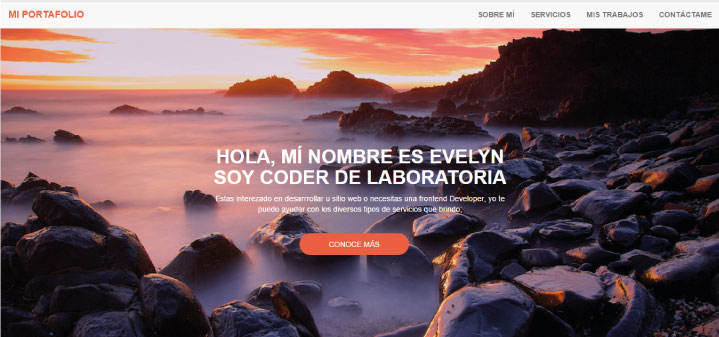 MI PORTAFOLIO
SOBRE MÍ SERVICIOS MIS TRABAJOS CONTÁCTAME
HOLA, MÍ NOMBRE ES EVELYN
SOY CODER DE LABORATORIA
Estas interezado en desarrrollar u sitio web o necesitas una frontend Developer, yo te
puedo ayudar con los diversos tipos de servicios que brindo.
CONOCE MÁS